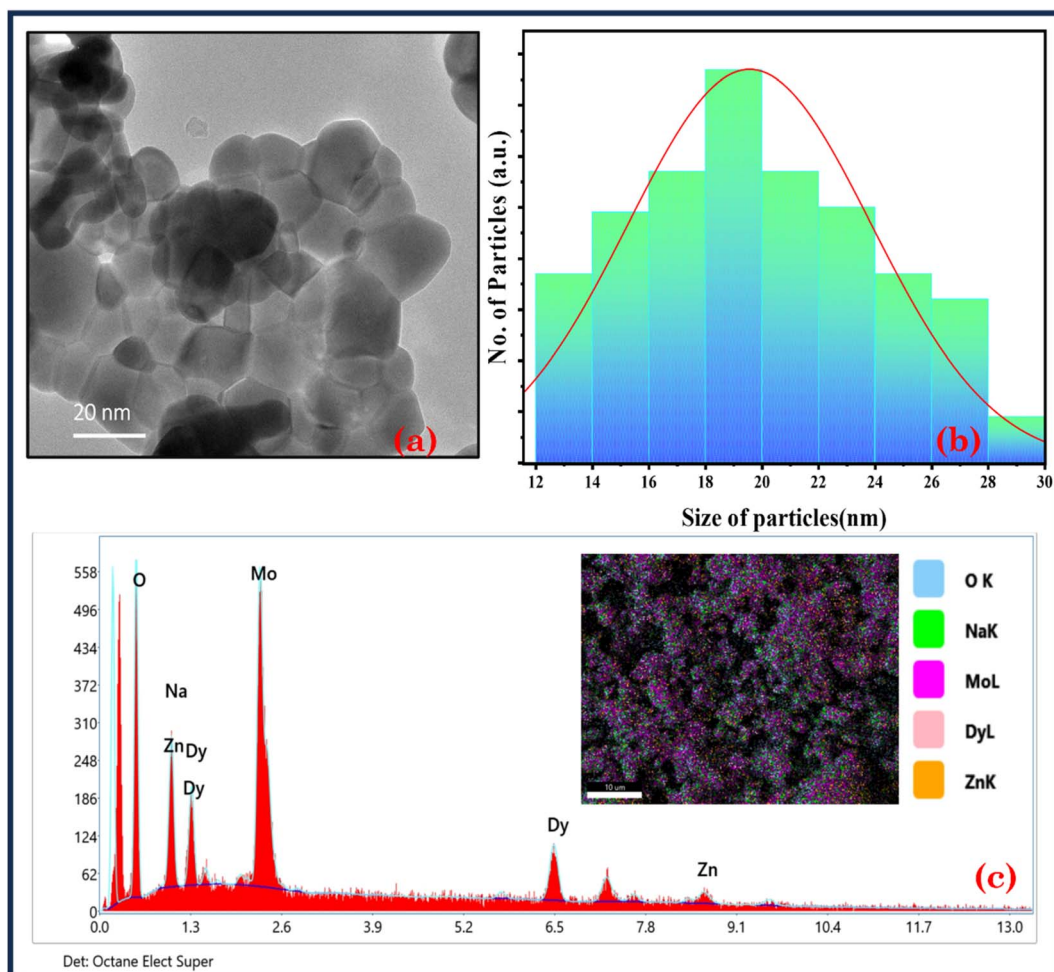 20 nm
(a)
No. of Particles (a.u.)
(b)
12 14 16 18 20 22 24 26 28 30
Size of particles(nm)
558
496
434
372
310
248
186
124
62
0
O
Na
Zn Dy
Dy
Mo
Dy
Zn
10 um
O K
NaK
MoL
DyL
ZnK
(c)
0.0 1.3 2.6 3.9 5.2 6.5 7.8 9.1 10.4 11.7 13.0
Det: Octane Elect Super